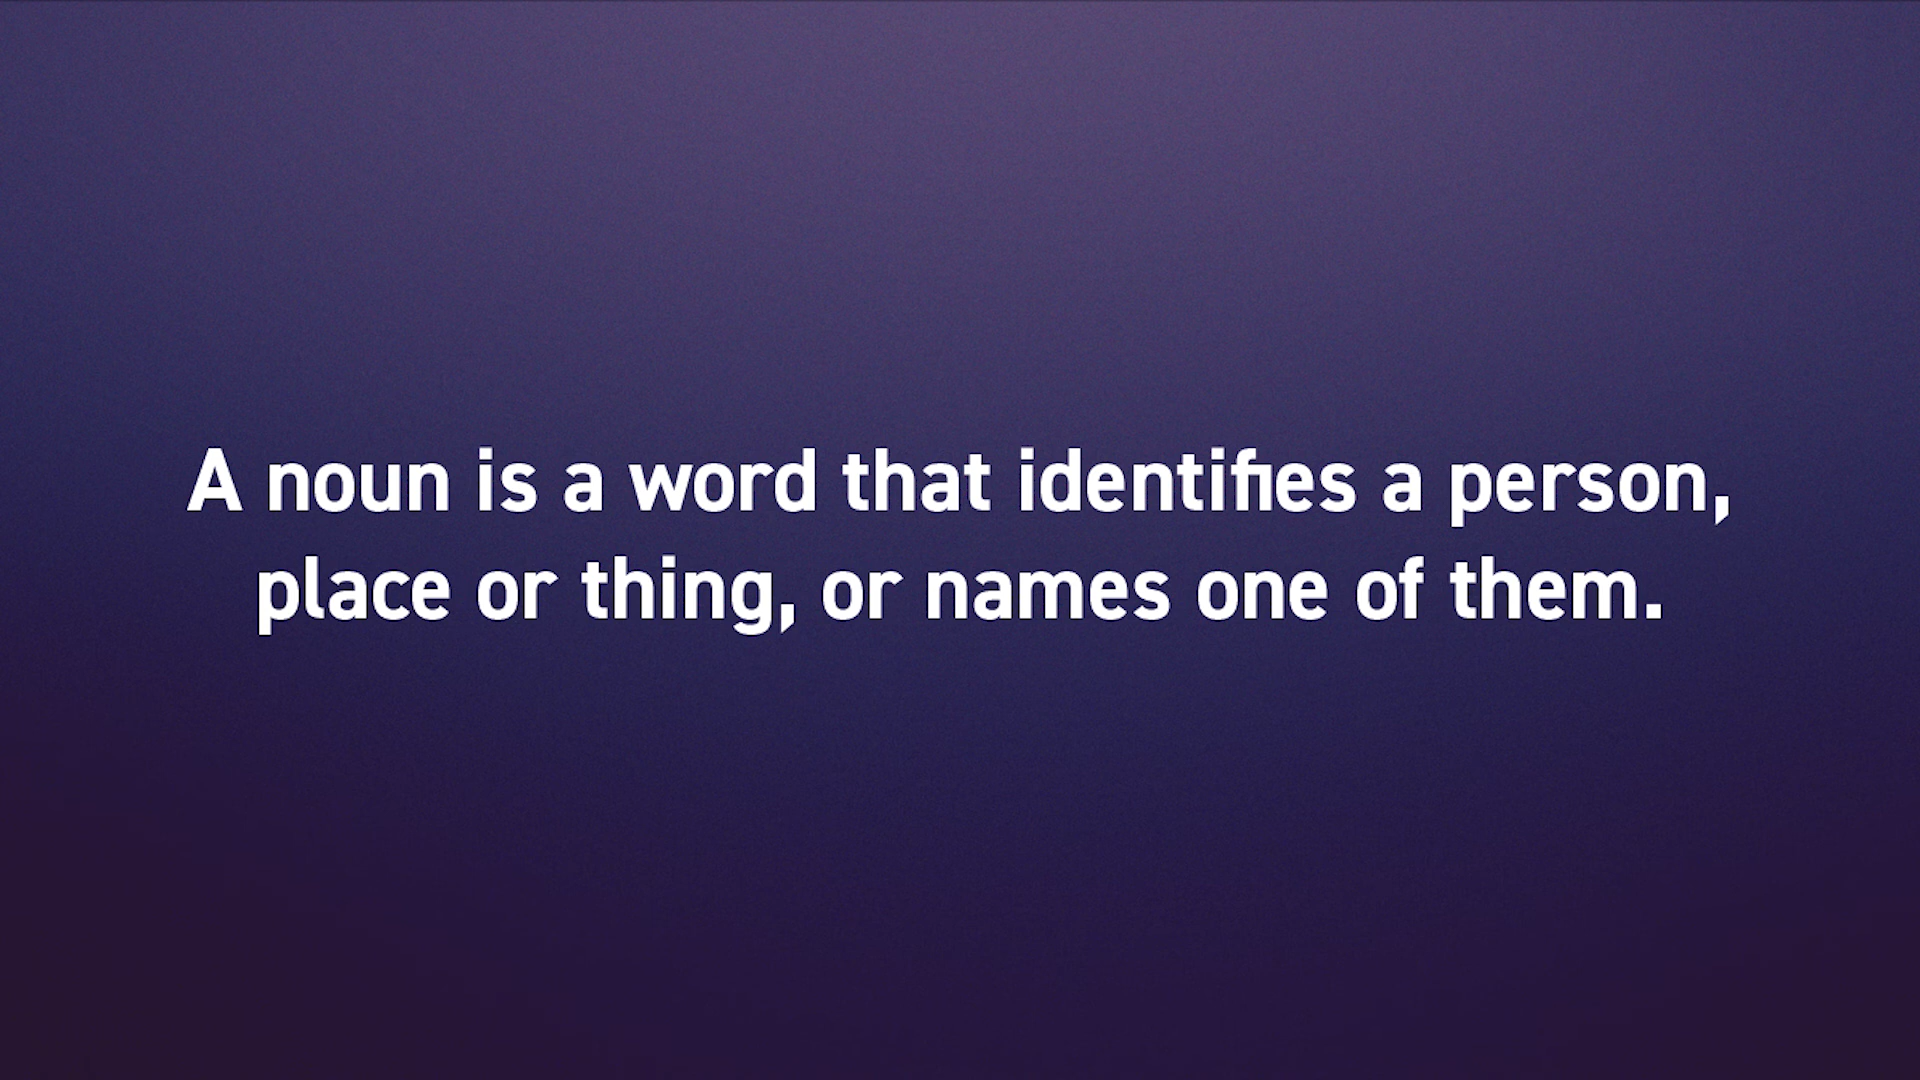 A noun is a word that identifies a person,
place or thing, or names one of them.